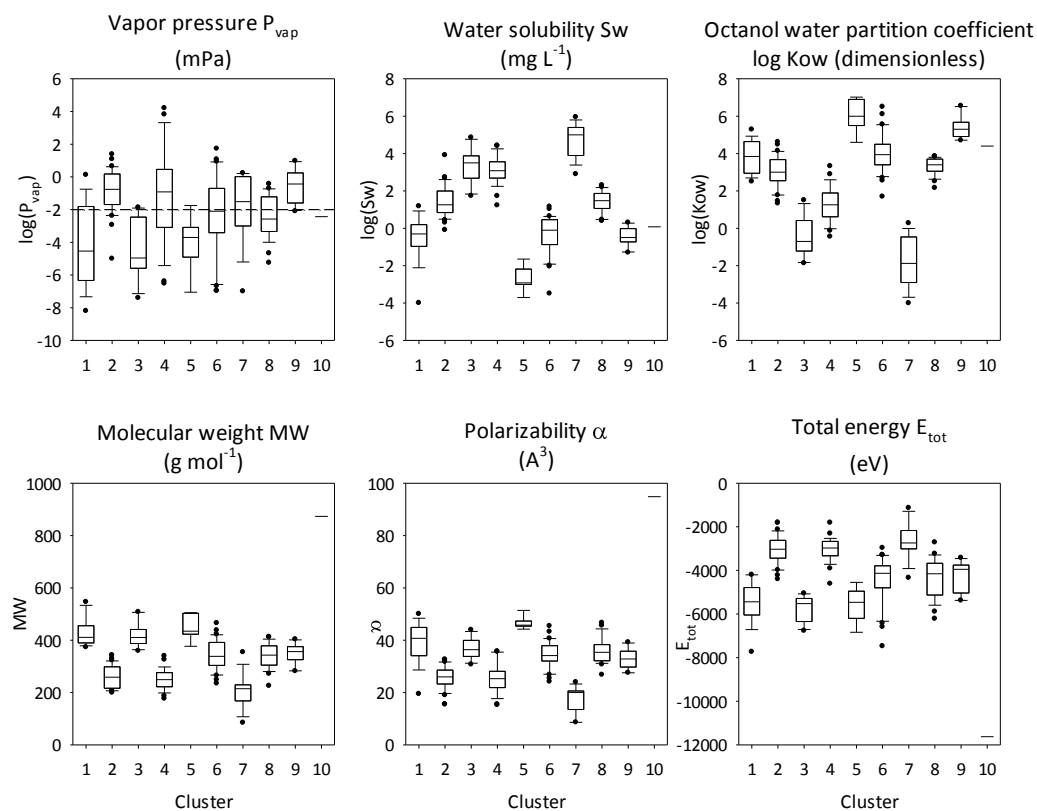 Vapor pressure P_vap
(mPa)
Water solubility Sw
(mg L⁻¹)
Octanol water partition coefficient
log Kow (dimensionless)
log(P_vap)
6
4
2
0
-2
-4
-6
-8
-10
1 2 3 4 5 6 7 8 9 10
log(Sw)
8
6
4
2
0
-2
-4
-6
1 2 3 4 5 6 7 8 9 10
log(Kow)
8
6
4
2
0
-2
-4
-6
1 2 3 4 5 6 7 8 9 10
Molecular weight MW
(g mol⁻¹)
Polarizability α
(A³)
Total energy E_tot
(eV)
MW
1000
800
600
400
200
0
1 2 3 4 5 6 7 8 9 10
Cluster
α
100
80
60
40
20
0
1 2 3 4 5 6 7 8 9 10
Cluster
E_tot
0
-2000
-4000
-6000
-8000
-10000
-12000
1 2 3 4 5 6 7 8 9 10
Cluster